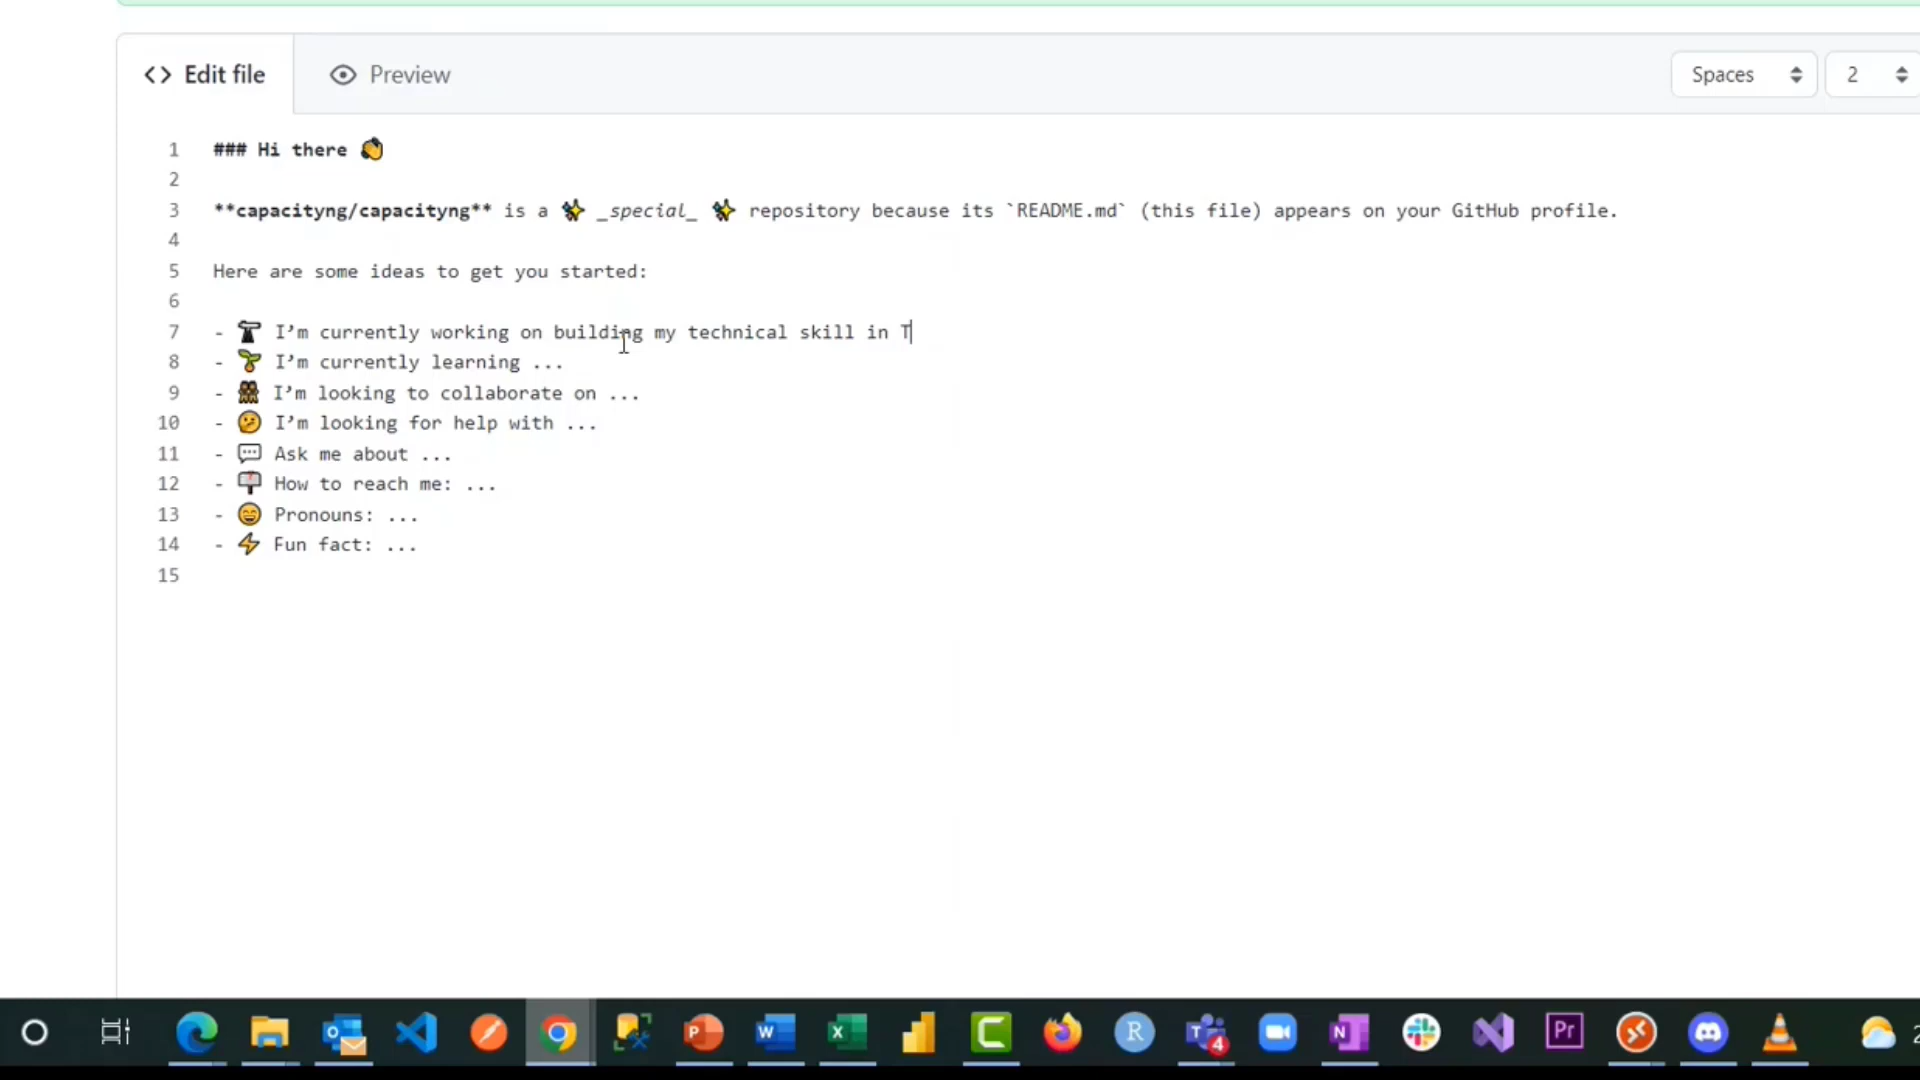 Edit file
Preview
Spaces
2
1 ### Hi there 👋
2
3 **capacityng/capacityng** is a ✨ _special_ ✨ repository because its `README.md` (this file) appears on your GitHub profile.
4
5 Here are some ideas to get you started:
6
7 - 🔭 I’m currently working on building my technical skill in T
8 - 🌱 I’m currently learning ...
9 - 👯 I’m looking to collaborate on ...
10 - 🤔 I’m looking for help with ...
11 - 💬 Ask me about ...
12 - 📫 How to reach me: ...
13 - 😄 Pronouns: ...
14 - ⚡ Fun fact: ...
15
4